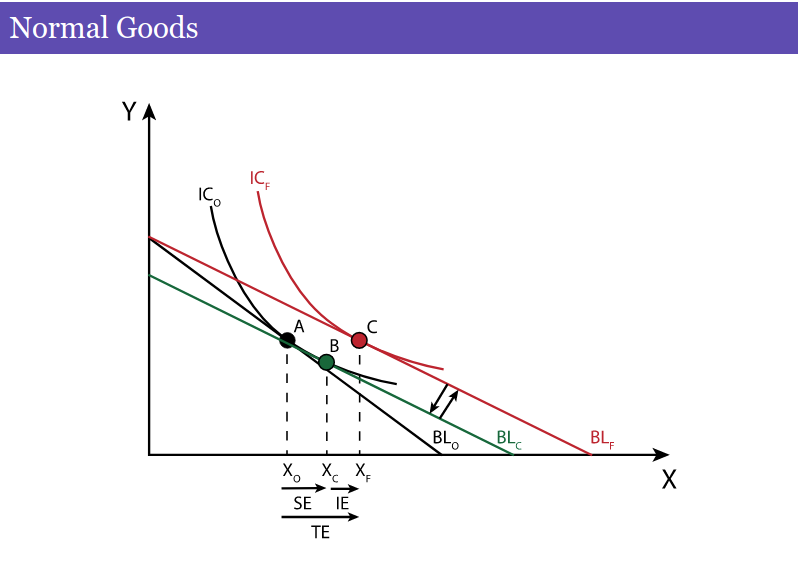 Normal Goods
Y
IC_O
IC_F
A
C
B
BL_O
BL_C
BL_F
X_O
X_C
X_F
X
SE
IE
TE